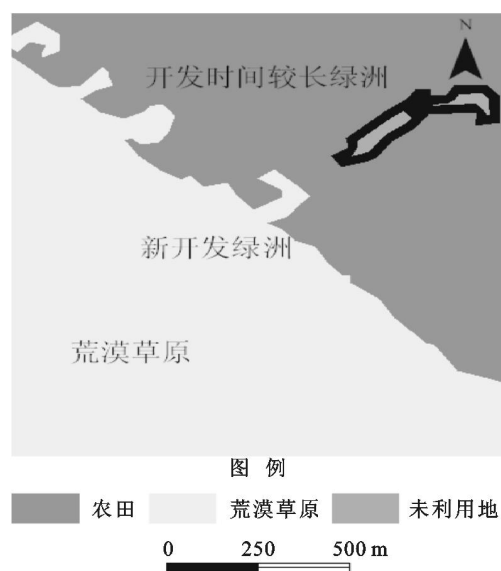 N
开发时间较长绿洲
新开发绿洲
荒漠草原
图 例
农田 荒漠草原 未利用地
0 250 500 m